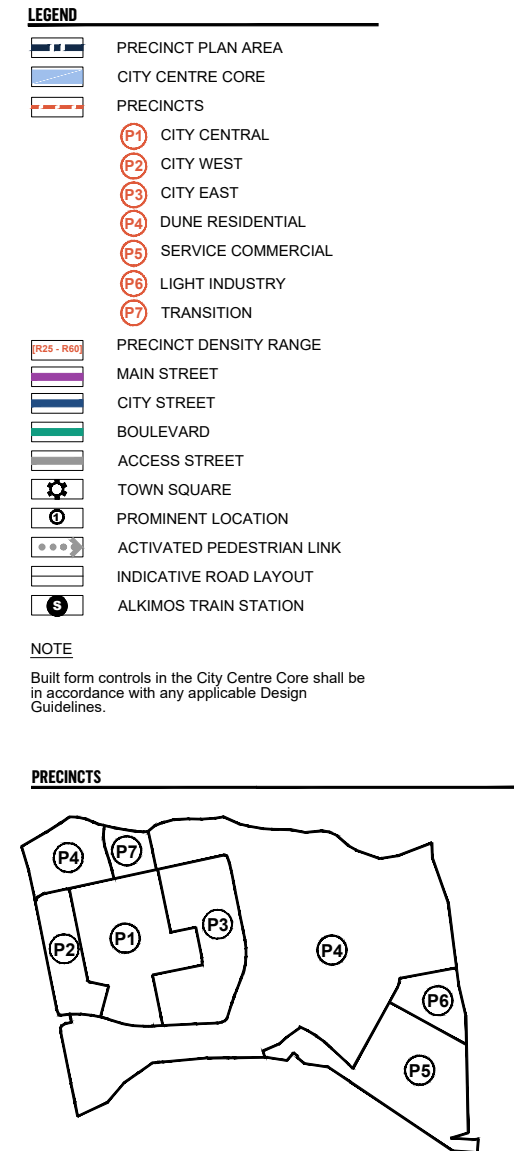 LEGEND
PRECINCT PLAN AREA
CITY CENTRE CORE
PRECINCTS
P1 CITY CENTRAL
P2 CITY WEST
P3 CITY EAST
P4 DUNE RESIDENTIAL
P5 SERVICE COMMERCIAL
P6 LIGHT INDUSTRY
P7 TRANSITION
[R25 - R60] PRECINCT DENSITY RANGE
MAIN STREET
CITY STREET
BOULEVARD
ACCESS STREET
TOWN SQUARE
1 PROMINENT LOCATION
ACTIVATED PEDESTRIAN LINK
INDICATIVE ROAD LAYOUT
S ALKIMOS TRAIN STATION
NOTE
Built form controls in the City Centre Core shall be
in accordance with any applicable Design
Guidelines.
PRECINCTS
P4
P7
P2
P1
P3
P4
P6
P5